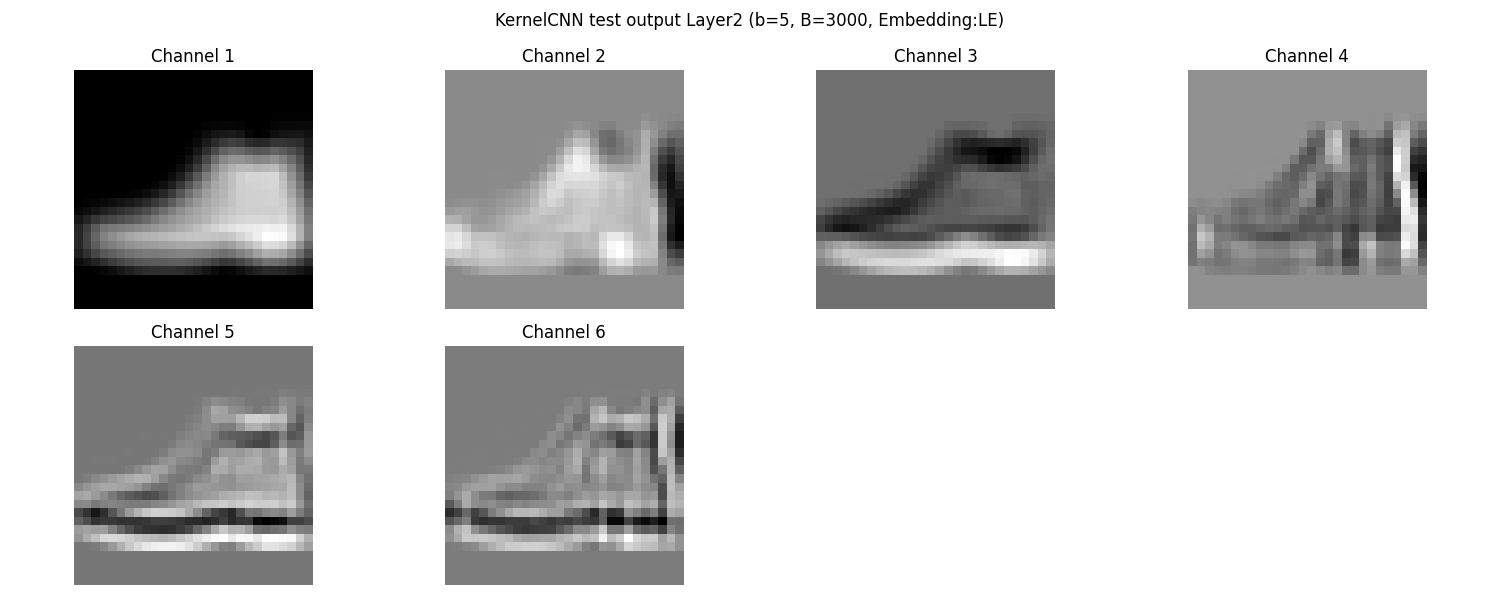 KernelCNN test output Layer2 (b=5, B=3000, Embedding:LE)
Channel 1
Channel 2
Channel 3
Channel 4
Channel 5
Channel 6